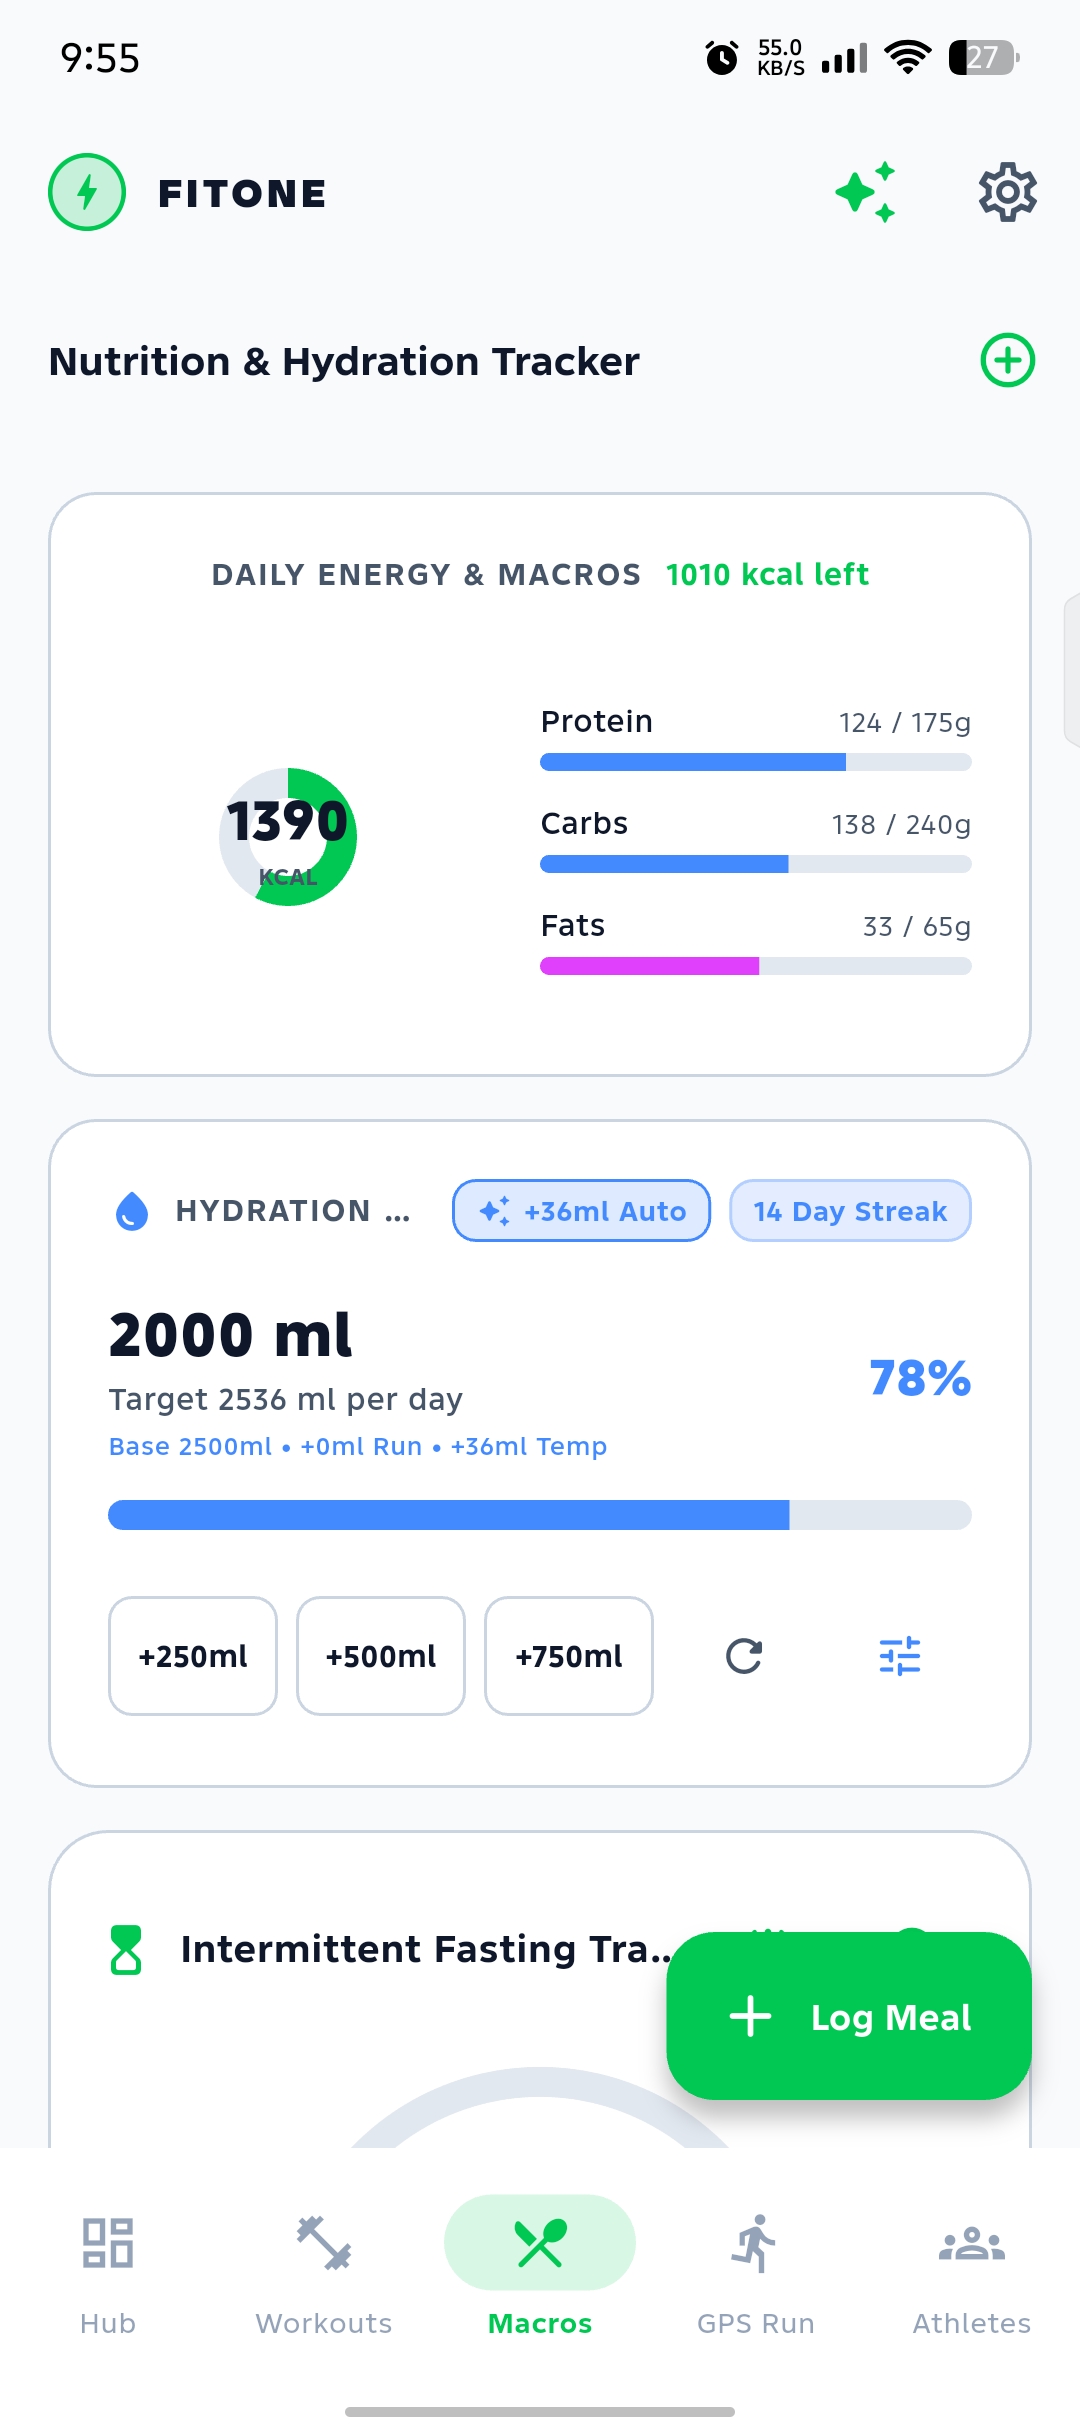 9:55
55.0
KB/S
27
FITONE
Nutrition & Hydration Tracker
DAILY ENERGY & MACROS 1010 kcal left
1390
KCAL
Protein 124 / 175g
Carbs 138 / 240g
Fats 33 / 65g
HYDRATION ... +36ml Auto 14 Day Streak
2000 ml
78%
Target 2536 ml per day
Base 2500ml • +0ml Run • +36ml Temp
+250ml +500ml +750ml
Intermittent Fasting Tra...
Log Meal
Hub Workouts Macros GPS Run Athletes